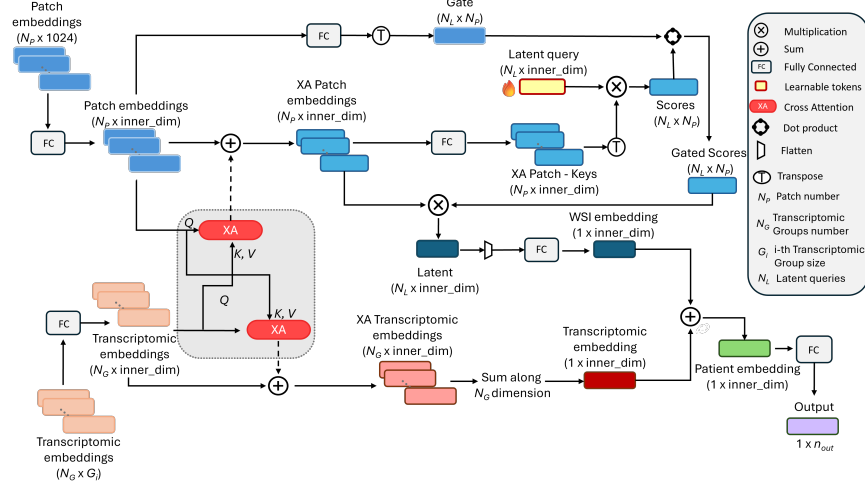 Patch
embeddings
(N_P x 1024)
Gate
(N_L x N_P)
FC
T
Latent query
(N_L x inner_dim)
Scores
(N_L x N_P)
XA Patch
embeddings
(N_P x inner_dim)
Patch embeddings
(N_P x inner_dim)
FC
FC
T
XA Patch - Keys
(N_P x inner_dim)
Gated Scores
(N_L x N_P)
Q
XA
K, V
Q
K, V
XA
Latent
(N_L x inner_dim)
FC
WSI embedding
(1 x inner_dim)
FC
Transcriptomic
embeddings
(N_G x inner_dim)
Transcriptomic
embeddings
(N_G x G_i)
XA Transcriptomic
embeddings
(N_G x inner_dim)
Sum along
N_G dimension
Transcriptomic
embedding
(1 x inner_dim)
Patient embedding
(1 x inner_dim)
FC
Output
1 x n_out
Multiplication
Sum
FC Fully Connected
Learnable tokens
XA Cross Attention
Dot product
Flatten
T Transpose
N_P Patch number
N_G Transcriptomic
Groups number
G_i i-th Transcriptomic
Group size
N_L Latent queries